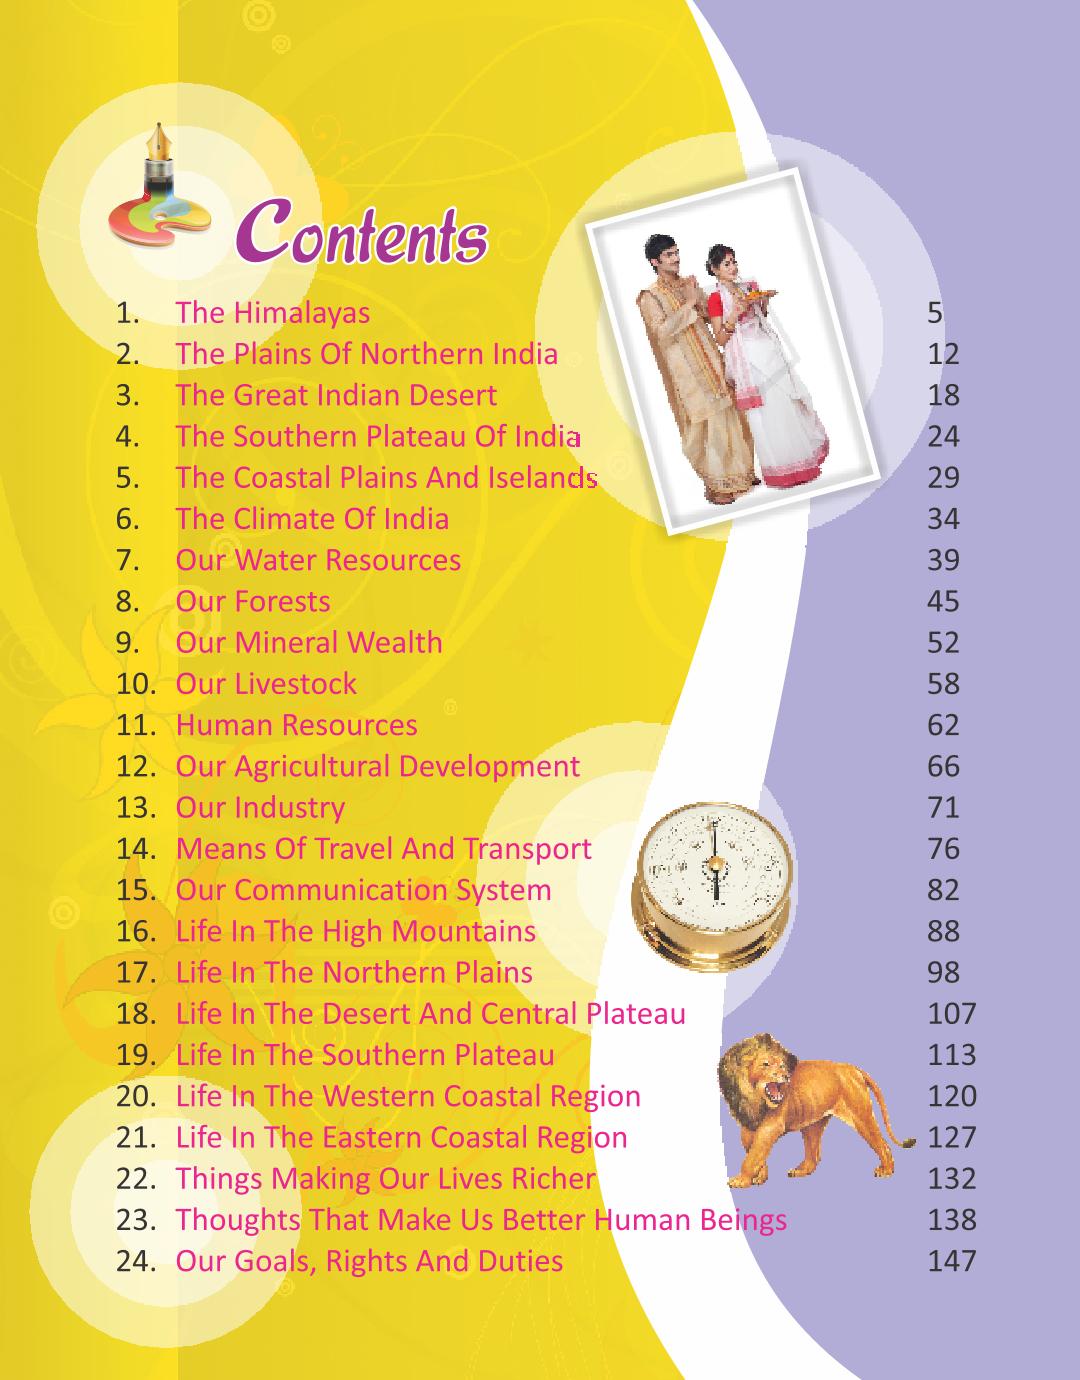 Contents
1. The Himalayas 5
2. The Plains Of Northern India 12
3. The Great Indian Desert 18
4. The Southern Plateau Of India 24
5. The Coastal Plains And Iselands 29
6. The Climate Of India 34
7. Our Water Resources 39
8. Our Forests 45
9. Our Mineral Wealth 52
10. Our Livestock 58
11. Human Resources 62
12. Our Agricultural Development 66
13. Our Industry 71
14. Means Of Travel And Transport 76
15. Our Communication System 82
16. Life In The High Mountains 88
17. Life In The Northern Plains 98
18. Life In The Desert And Central Plateau 107
19. Life In The Southern Plateau 113
20. Life In The Western Coastal Region 120
21. Life In The Eastern Coastal Region 127
22. Things Making Our Lives Richer 132
23. Thoughts That Make Us Better Human Beings 138
24. Our Goals, Rights And Duties 147